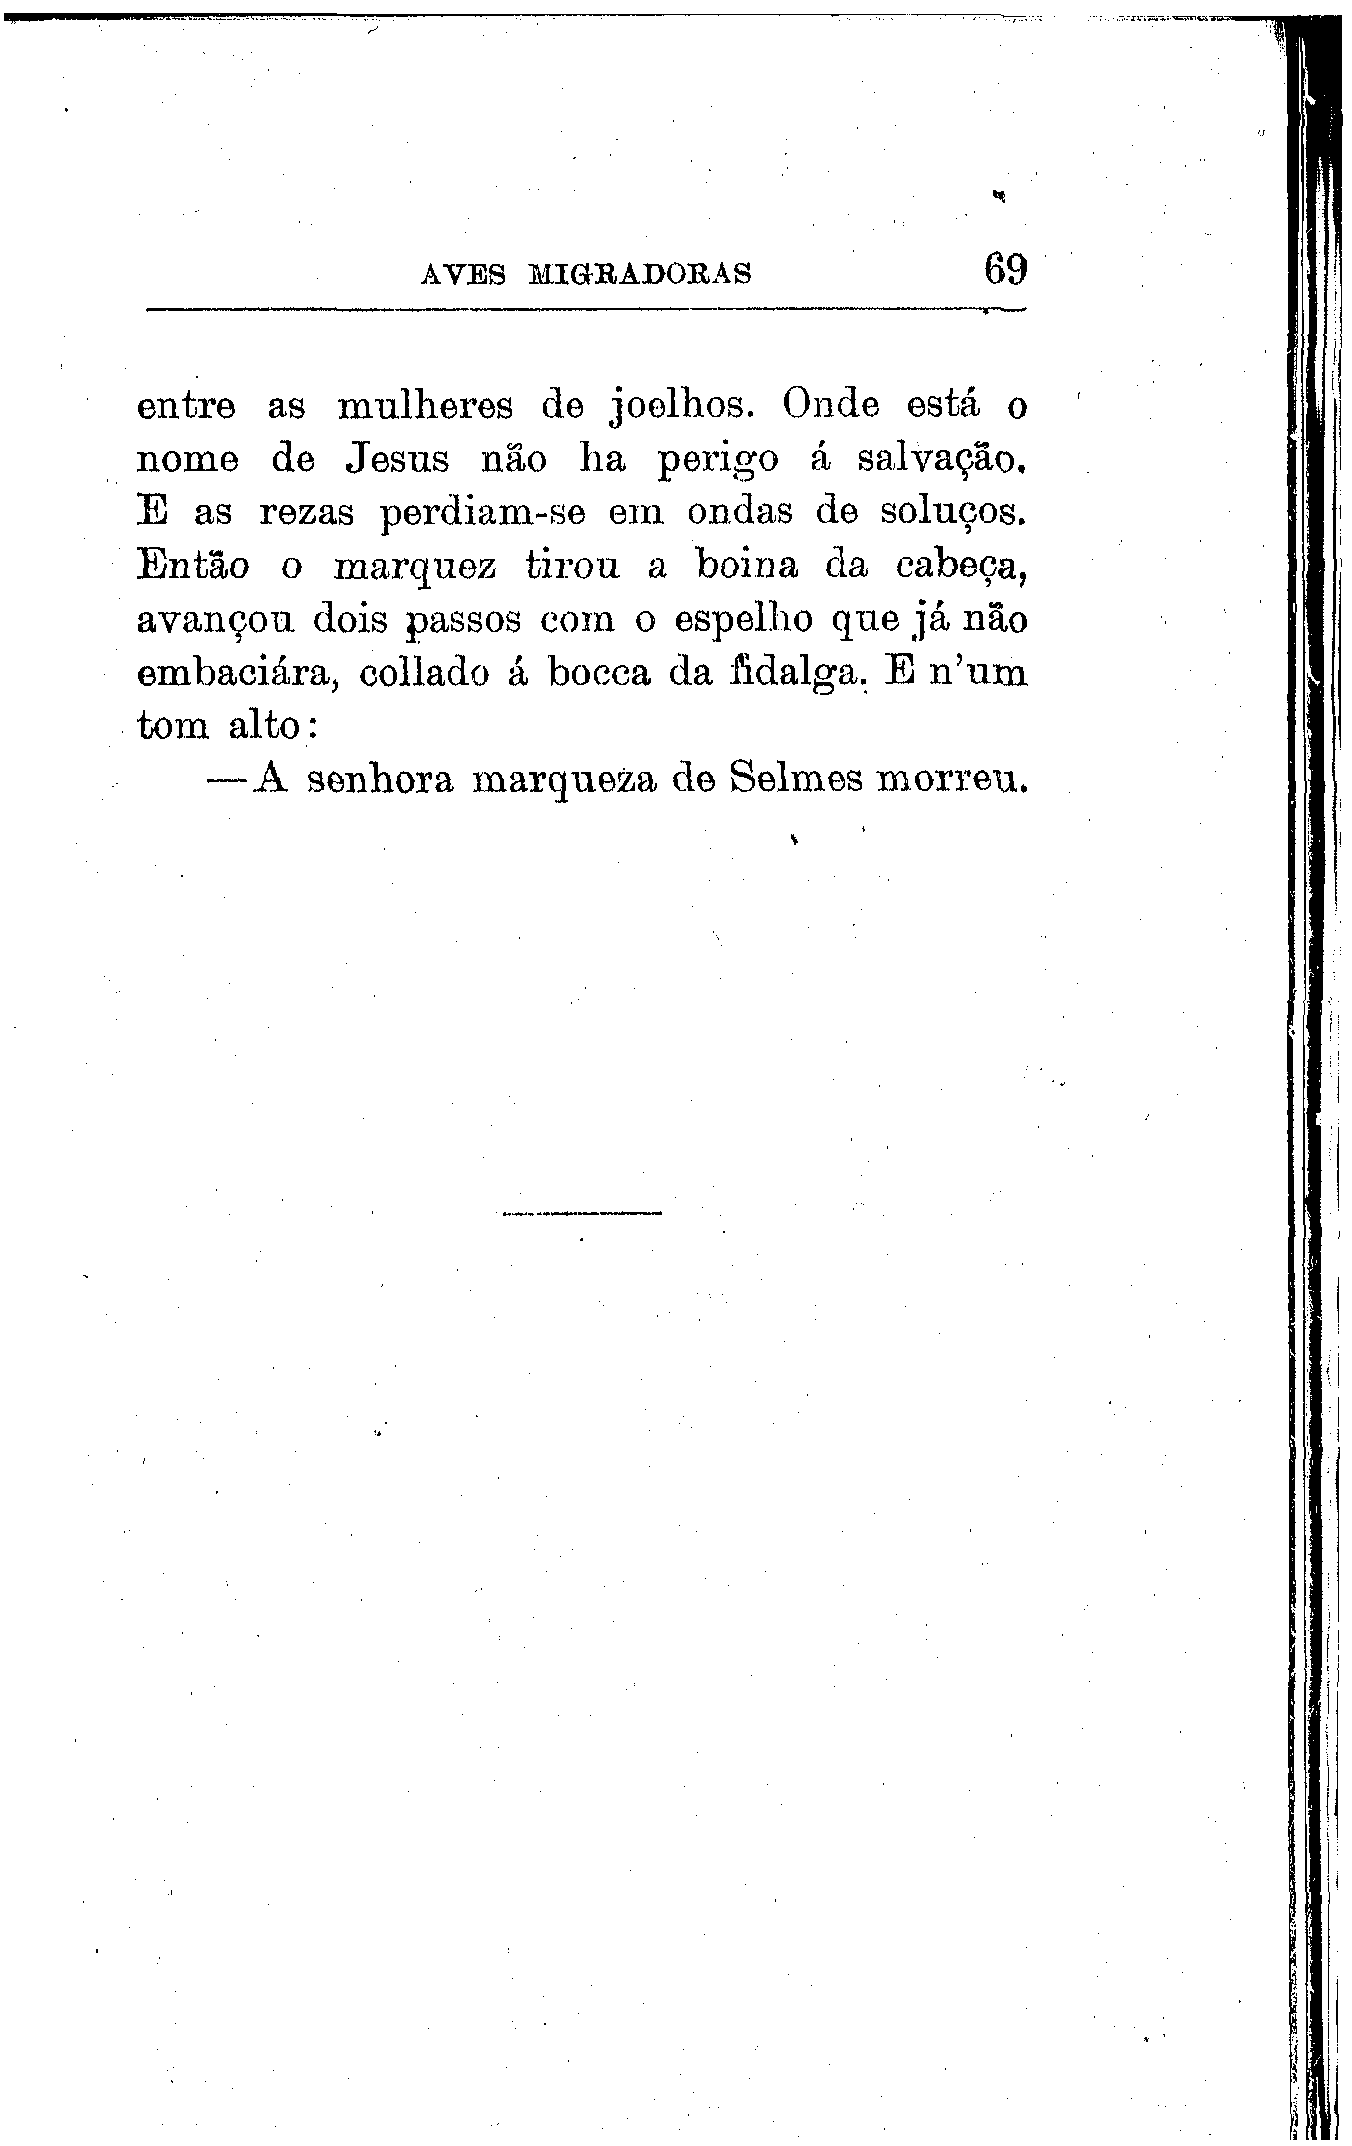 AVES MIGRADORAS 69
entre as mulheres de joelhos. Onde está o
nome de Jesus não ha perigo á salvação.
E as rezas perdiam-se em ondas de soluços.
Então o marquez tirou a boina da cabeça,
avançou dois passos com o espelho que já não
embaciára, collado á bocca da fidalga. E n'um
tom alto:
—A senhora marqueza de Selmes morreu.